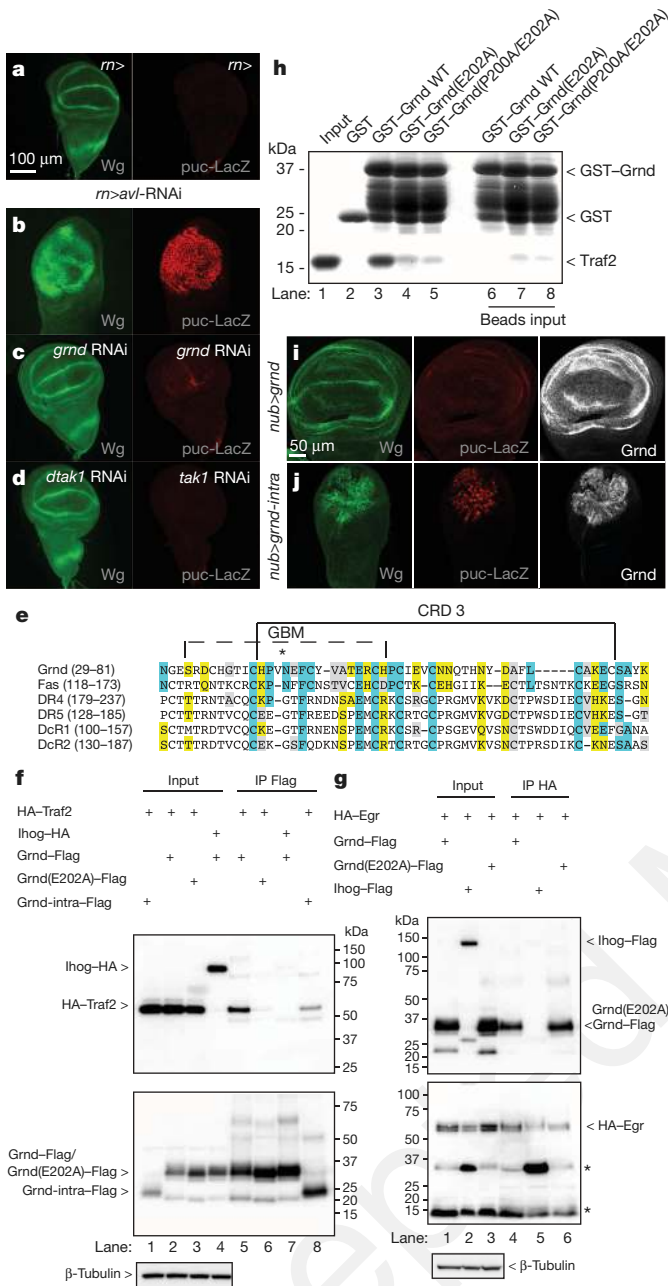 a
rn>
rn>
100 μm
Wg
puc-LacZ
rn>avl-RNAi
b
Wg
puc-LacZ
c
grnd RNAi
grnd RNAi
Wg
puc-LacZ
d
dtak1 RNAi
tak1 RNAi
Wg
puc-LacZ
h
Input
GST
GST–Grnd WT
GST–Grnd(E202A)
GST–Grnd(P200A/E202A)
GST–Grnd WT
GST–Grnd(E202A)
GST–Grnd(P200A/E202A)
kDa
37 -
25 -
20 -
15 -
< GST–Grnd
< GST
< Traf2
Lane: 1 2 3 4 5 6 7 8
Beads input
i
nub>grnd
50 μm
Wg
puc-LacZ
Grnd
j
nub>grnd-intra
Wg
puc-LacZ
Grnd
e
CRD 3
GBM
*
Grnd (29–81) NGESRDCHGTICHPVNEFCY-VATERCHPCIEVCNNQTHNY-DAFL-----CAKECSAYK
Fas (118–173) NCTRTQNTKCRCKP-NFFCNSTVCEHCDPCTK-CEHGIIK--ECTLTSNTKCKEEGSRSN
DR4 (179–237) PCTTTRNTACQCKP-GTFRNDNSAEMCRKCSRGCPRGMVKVKDCTPWSDIECVHKES-GN
DR5 (128–185) PCTTTRNTVCQCEE-GTFREEDSPEMCRKCRTGCPRGMVKVGDCTPWSDIECVHKES-GT
DcR1 (100–157) SCTMTRDTVCQCKE-GTFRNENSPEMCRKCSR-CPSGEVQVSNCTSWDDIQCVEEFGANA
DcR2 (130–187) SCTTTRDTVCQCEK-GSFQDKNSPEMCRTCRTGCPRGMVKVSNCTPRSDIKC-KNESAAS
f
Input
IP Flag
HA–Traf2 + + + + + + + +
Ihog–HA + +
Grnd–Flag + + + +
Grnd(E202A)–Flag + +
Grnd-intra–Flag + +
kDa
150
100
75
50
37
25
Ihog–HA >
HA–Traf2 >
75
50
37
25
20
15
Grnd–Flag/
Grnd(E202A)–Flag >
Grnd-intra–Flag >
Lane: 1 2 3 4 5 6 7 8
β-Tubulin >
g
Input
IP HA
HA–Egr + + + + + +
Grnd–Flag + +
Grnd(E202A)–Flag + +
Ihog–Flag + +
kDa
150
100
75
50
37
25
20
15
< Ihog–Flag
Grnd(E202A)
<Grnd–Flag
100
75
50
37
25
20
15
< HA–Egr
*
*
Lane: 1 2 3 4 5 6
< β-Tubulin